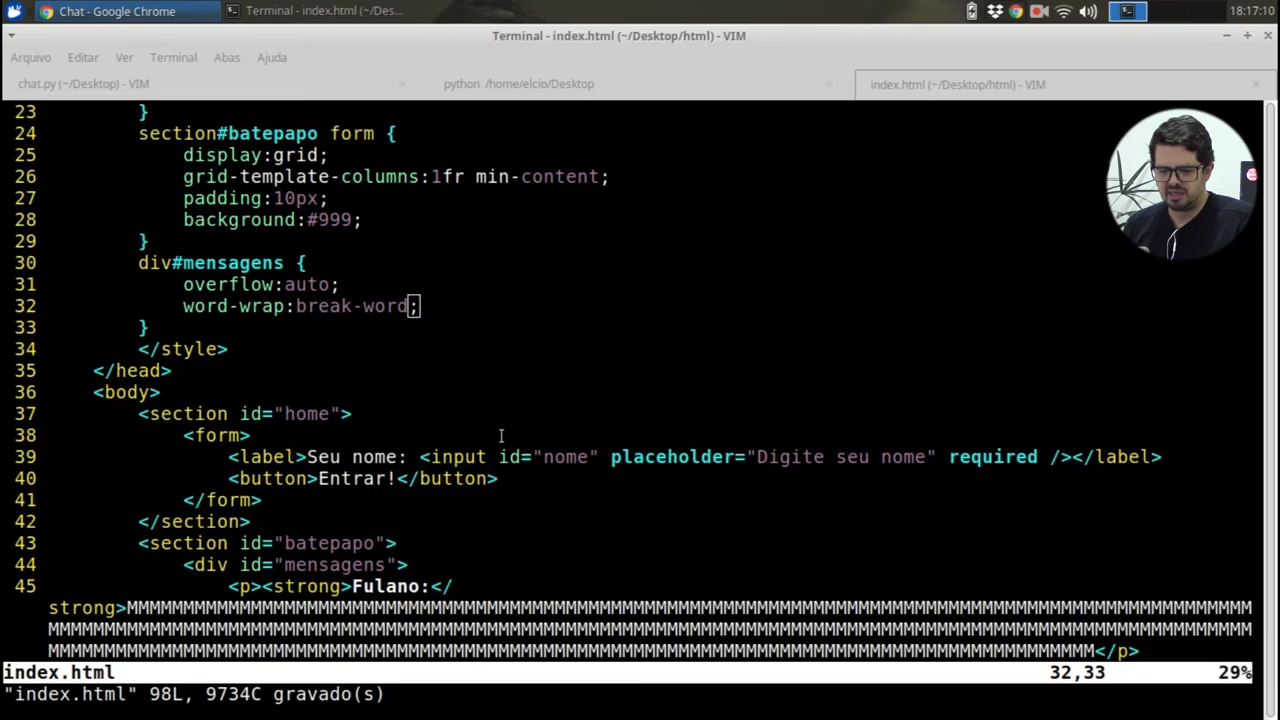 Chat - Google Chrome
Terminal - index.html (~/Des...
18:17:10
Terminal - index.html (~/Desktop/html) - VIM
Arquivo Editar Ver Terminal Abas Ajuda
chat.py (~/Desktop) - VIM
python /home/elcio/Desktop
index.html (~/Desktop/html) - VIM
23 }
24 section#batepapo form {
25 display:grid;
26 grid-template-columns:1fr min-content;
27 padding:10px;
28 background:#999;
29 }
30 div#mensagens {
31 overflow:auto;
32 word-wrap:break-word;
33 }
34 </style>
35 </head>
36 <body>
37 <section id="home">
38 <form>
39 <label>Seu nome: <input id="nome" placeholder="Digite seu nome" required /></label>
40 <button>Entrar!</button>
41 </form>
42 </section>
43 <section id="batepapo">
44 <div id="mensagens">
45 <p><strong>Fulano:</
strong>MMMMMMMMMMMMMMMMMMMMMMMMMMMMMMMMMMMMMMMMMMMMMMMMMMMMMMMMMMMMMMMMMMMMMMMMMMMMMMMMMMMMMMMMMMMMMMMMMMMM
MMMMMMMMMMMMMMMMMMMMMMMMMMMMMMMMMMMMMMMMMMMMMMMMMMMMMMMMMMMMMMMMMMMMMMMMMMMMMMMMMMMMMMMMMMMMMMMMMMMMMMMMMMM
MMMMMMMMMMMMMMMMMMMMMMMMMMMMMMMMMMMMMMMMMMMMMMMMMMMMMMMMMMMMMMMMMMMMMMMMMMMMMMMMMMMMMMMMMMMMM</p>
index.html 32,33 29%
"index.html" 98L, 9734C gravado(s)